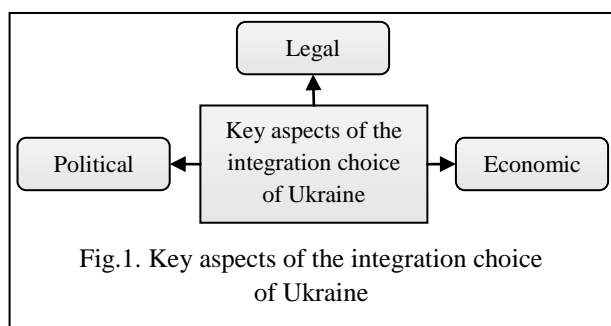 Legal
Key aspects of the
integration choice
of Ukraine
Political
Economic
Fig.1. Key aspects of the integration choice
of Ukraine